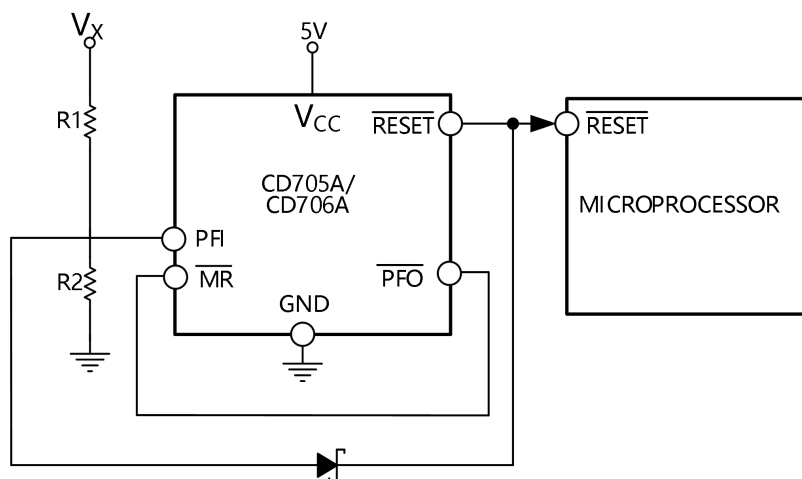 VX
5V
R1
VCC
RESET
RESET
CD705A/
CD706A
MICROPROCESSOR
PFI
R2
MR
PFO
GND